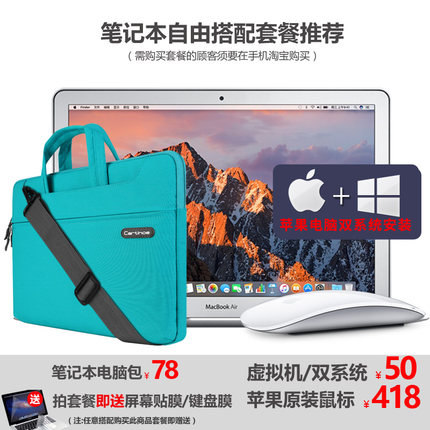 笔记本自由搭配套餐推荐
(需购买套餐的顾客须要在手机淘宝购买)
Cartinoe
苹果电脑双系统安装
MacBook Air
笔记本电脑包¥78
虚拟机/双系统¥50
送
拍套餐即送屏幕贴膜/键盘膜
苹果原装鼠标¥418
(注:任意搭配购买此商品套餐即赠送)